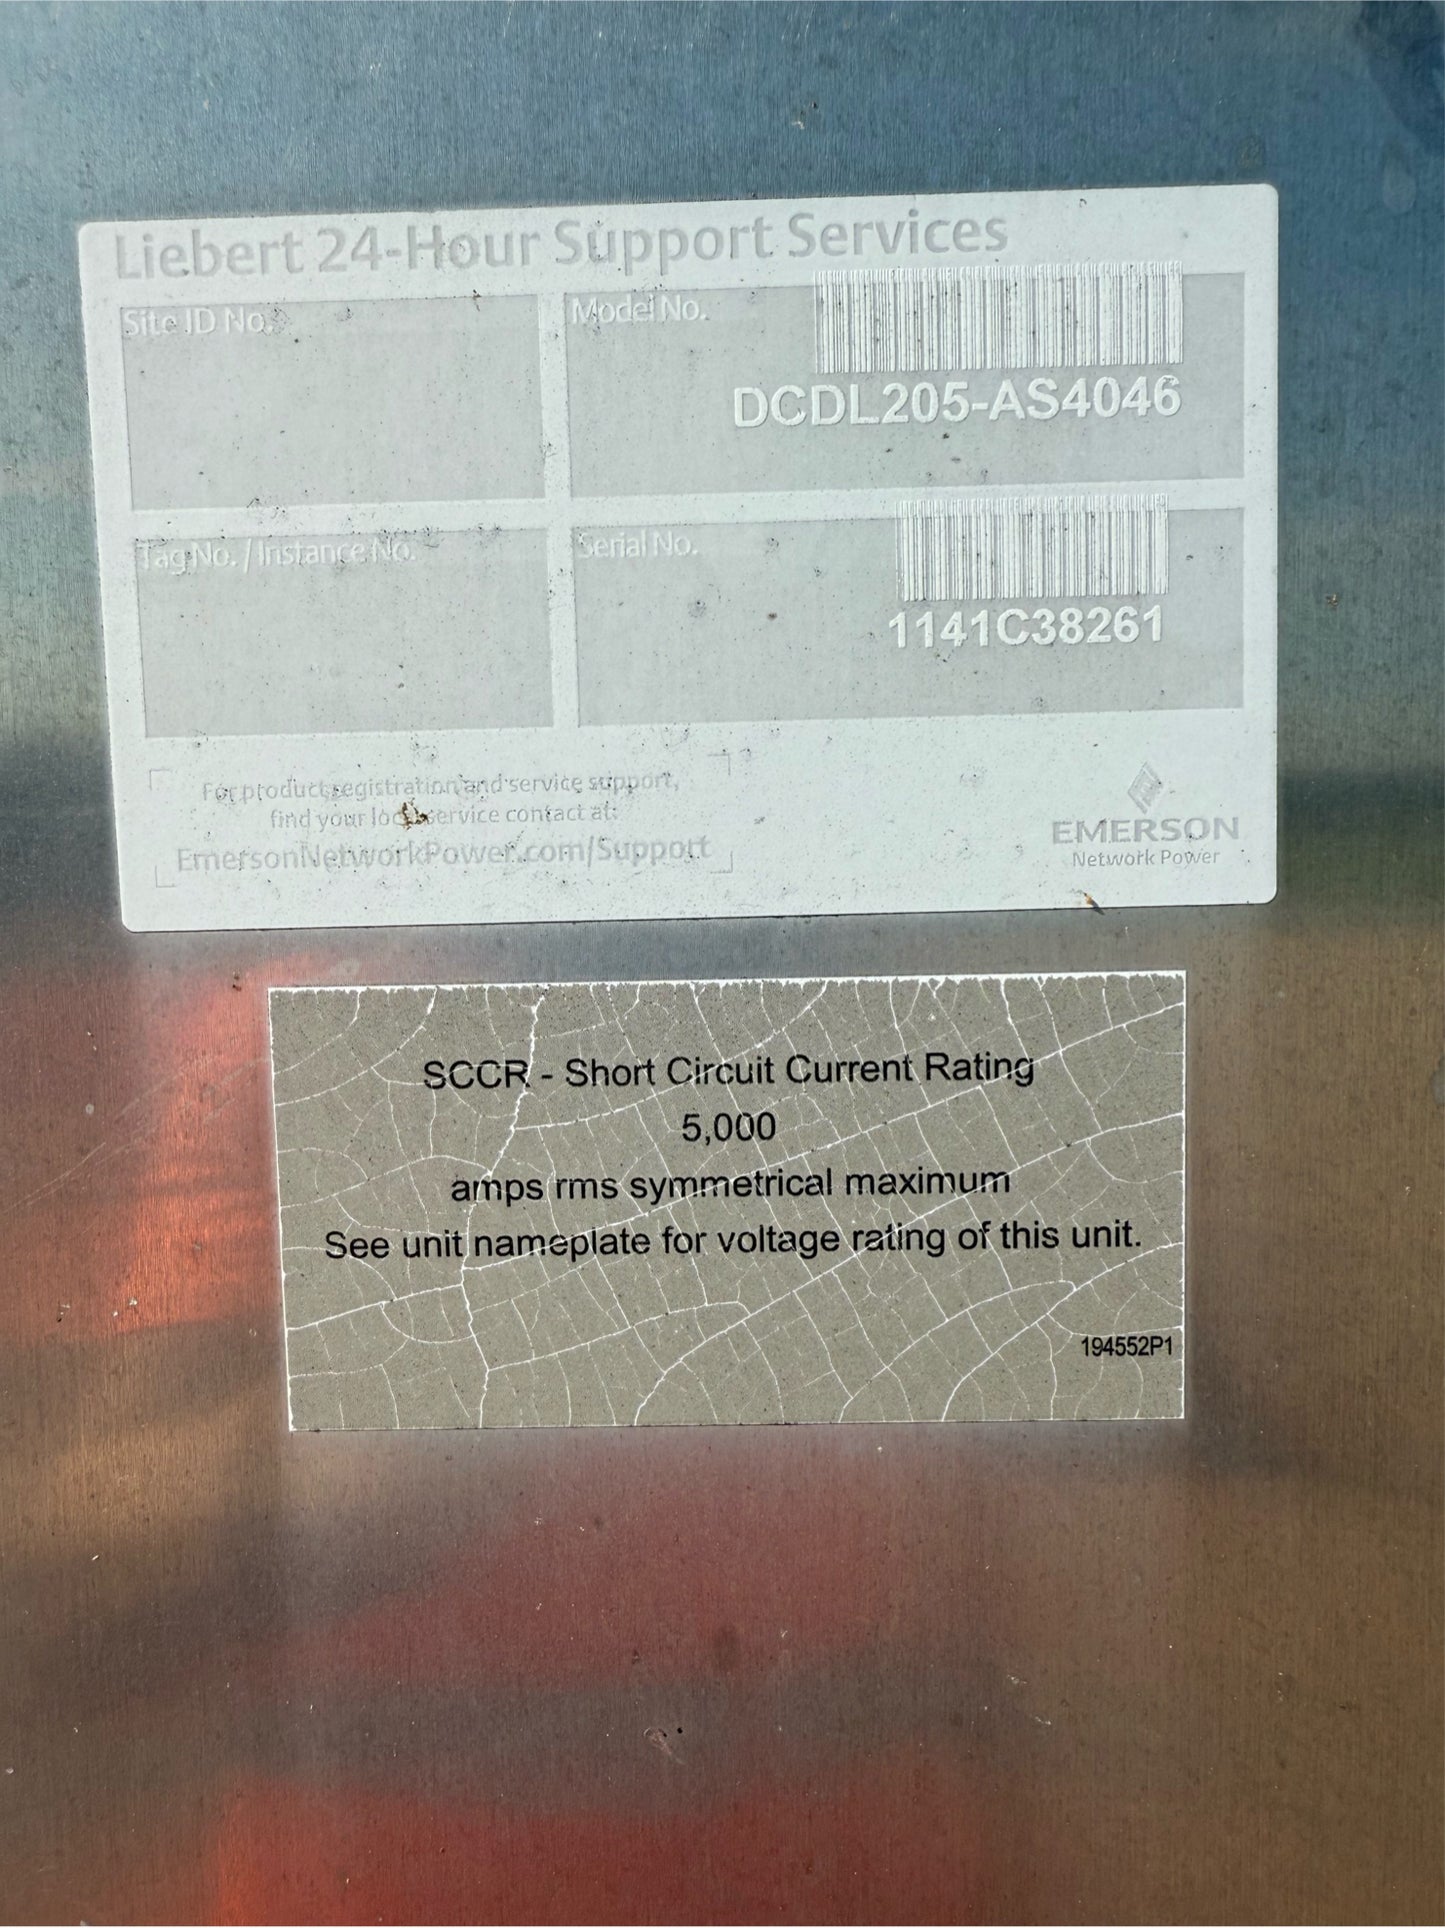 Liebert 24-Hour Support Services
Site ID No.
Model No.
DCDL205-AS4046
Tag No. / Instance No.
Serial No.
1141C38261
For product registration and service support,
find your local service contact at:
EmersonNetworkPower.com/Support
EMERSON
Network Power
SCCR - Short Circuit Current Rating
5,000
amps rms symmetrical maximum
See unit nameplate for voltage rating of this unit.
194552P1